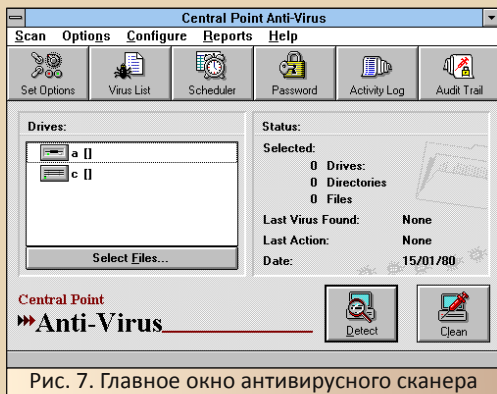 Central Point Anti-Virus
Scan Options Configure Reports Help
Set Options Virus List Scheduler Password Activity Log Audit Trail
Drives:
a []
c []
Select Files...
Status:
Selected:
0 Drives:
0 Directories
0 Files
Last Virus Found: None
Last Action: None
Date: 15/01/80
Central Point
Anti-Virus
Detect
Clean
Рис. 7. Главное окно антивирусного сканера